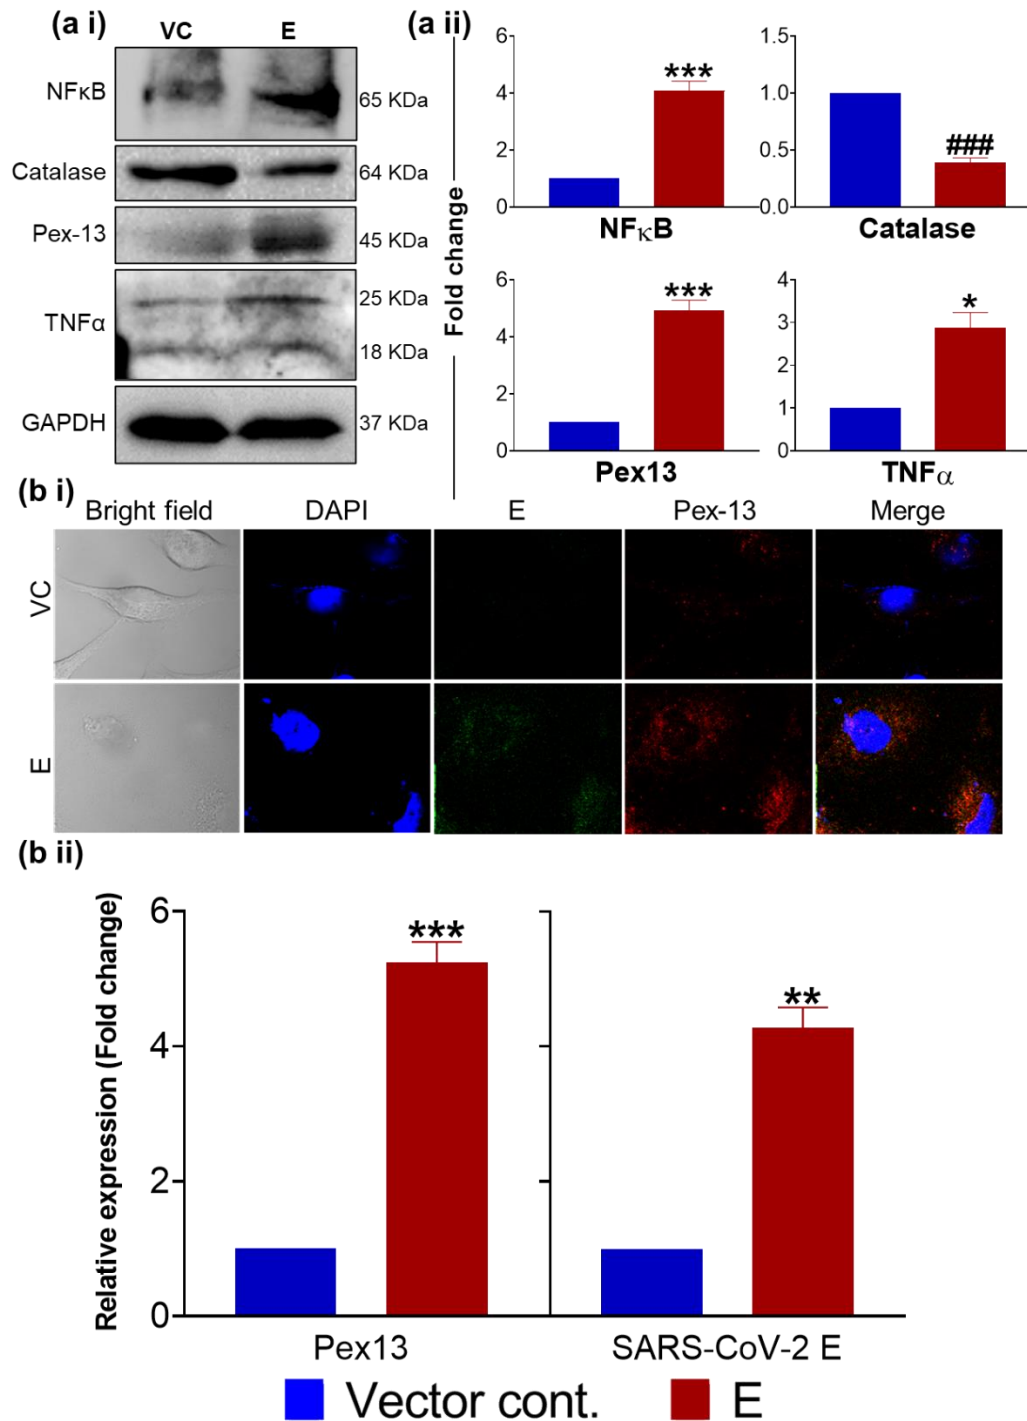 (a i)
VC E
NFκB
65 KDa
Catalase
64 KDa
Pex-13
45 KDa
25 KDa
TNFα
18 KDa
GAPDH
37 KDa
(a ii)
Fold change
6
4
2
0
***
NFκB
1.5
1.0
0.5
0.0
###
Catalase
6
4
2
0
***
Pex13
4
3
2
1
0
*
TNFα
(b i)
Bright field DAPI E Pex-13 Merge
VC
E
(b ii)
Relative expression (Fold change)
6
4
2
0
***
**
Pex13 SARS-CoV-2 E
Vector cont. E